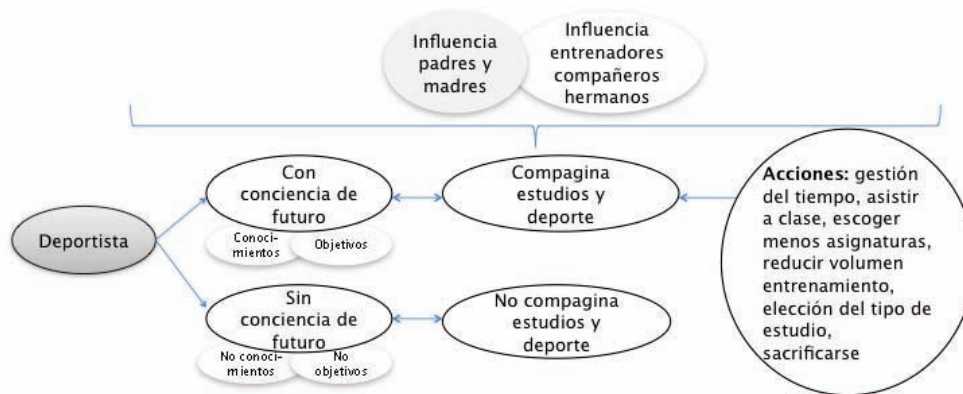 Influencia
padres y
madres
Influencia
entrenadores
compañeros
hermanos
Deportista
Con
conciencia de
futuro
Conoci-
mientos
Objetivos
Compagina
estudios y
deporte
Acciones: gestión
del tiempo, asistir
a clase, escoger
menos asignaturas,
reducir volumen
entrenamiento,
elección del tipo de
estudio,
sacrificarse
Sin
conciencia de
futuro
No conoci-
mientos
No
objetivos
No compagina
estudios y
deporte